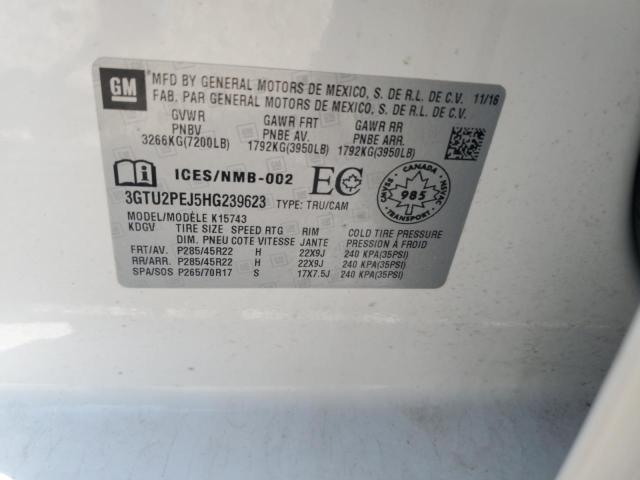 GM
MFD BY GENERAL MOTORS DE MEXICO, S. DE R.L. DE C.V. 11/16
FAB. PAR GENERAL MOTORS DE MEXICO, S. DE R.L. DE C.V.
GVWR GAWR FRT GAWR RR
PNBV PNBE AV. PNBE ARR.
3266KG(7200LB) 1792KG(3950LB) 1792KG(3950LB)
ICES/NMB-002 EC
CANADA
CMVSS NSVAC
985
TRANSPORT
3GTU2PEJ5HG239623 TYPE: TRU/CAM
MODEL/MODÈLE K15743
KDGV TIRE SIZE SPEED RTG RIM COLD TIRE PRESSURE
DIM. PNEU COTE VITESSE JANTE PRESSION À FROID
FRT/AV. P285/45R22 H 22X9J 240 KPA(35PSI)
RR/ARR. P285/45R22 H 22X9J 240 KPA(35PSI)
SPA/SOS P265/70R17 S 17X7.5J 240 KPA(35PSI)